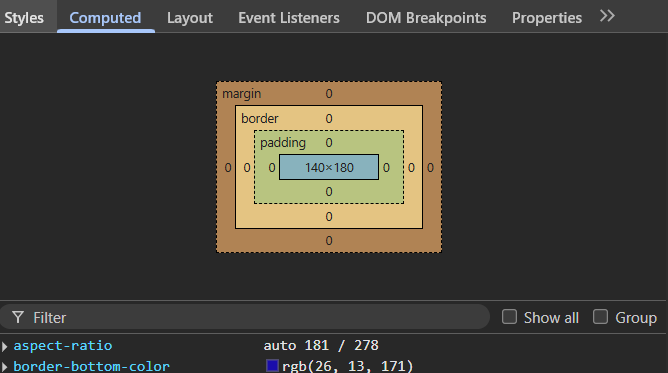 Styles Computed Layout Event Listeners DOM Breakpoints Properties
margin 0
border 0
padding 0
0 0 0 140×180 0 0 0
0
0
0
Filter Show all Group
aspect-ratio auto 181 / 278
border-bottom-color rgb(26, 13, 171)